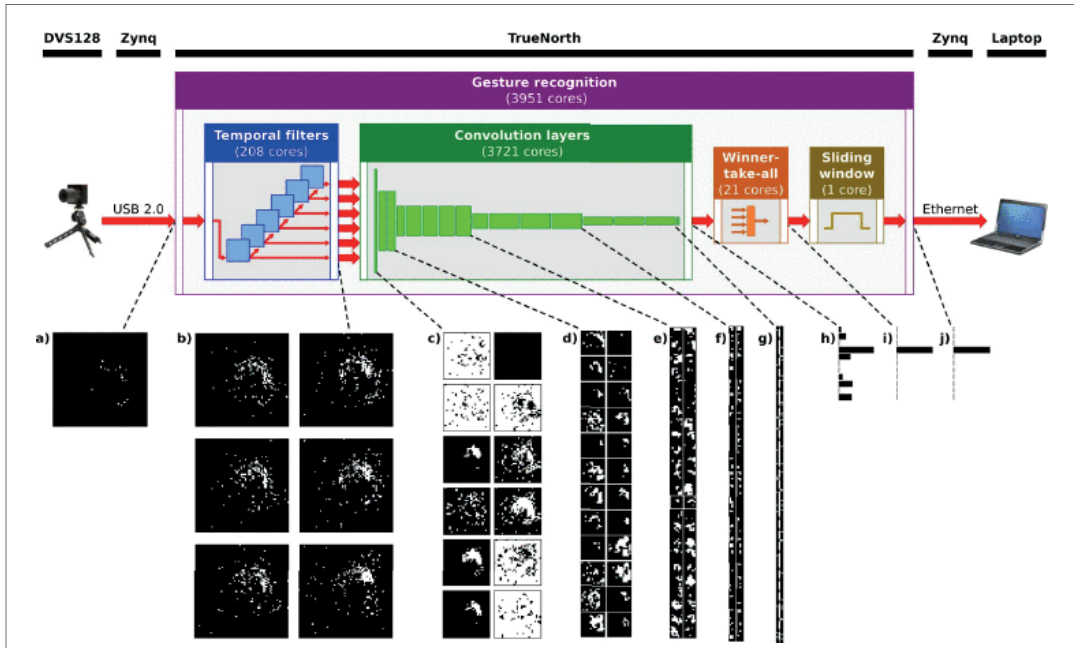 DVS128 Zynq TrueNorth Zynq Laptop
Gesture recognition
(3951 cores)
Temporal filters
(208 cores)
Convolution layers
(3721 cores)
Winner-
take-all
(21 cores)
Sliding
window
(1 core)
USB 2.0
Ethernet
a) b) c) d) e) f) g) h) i) j)